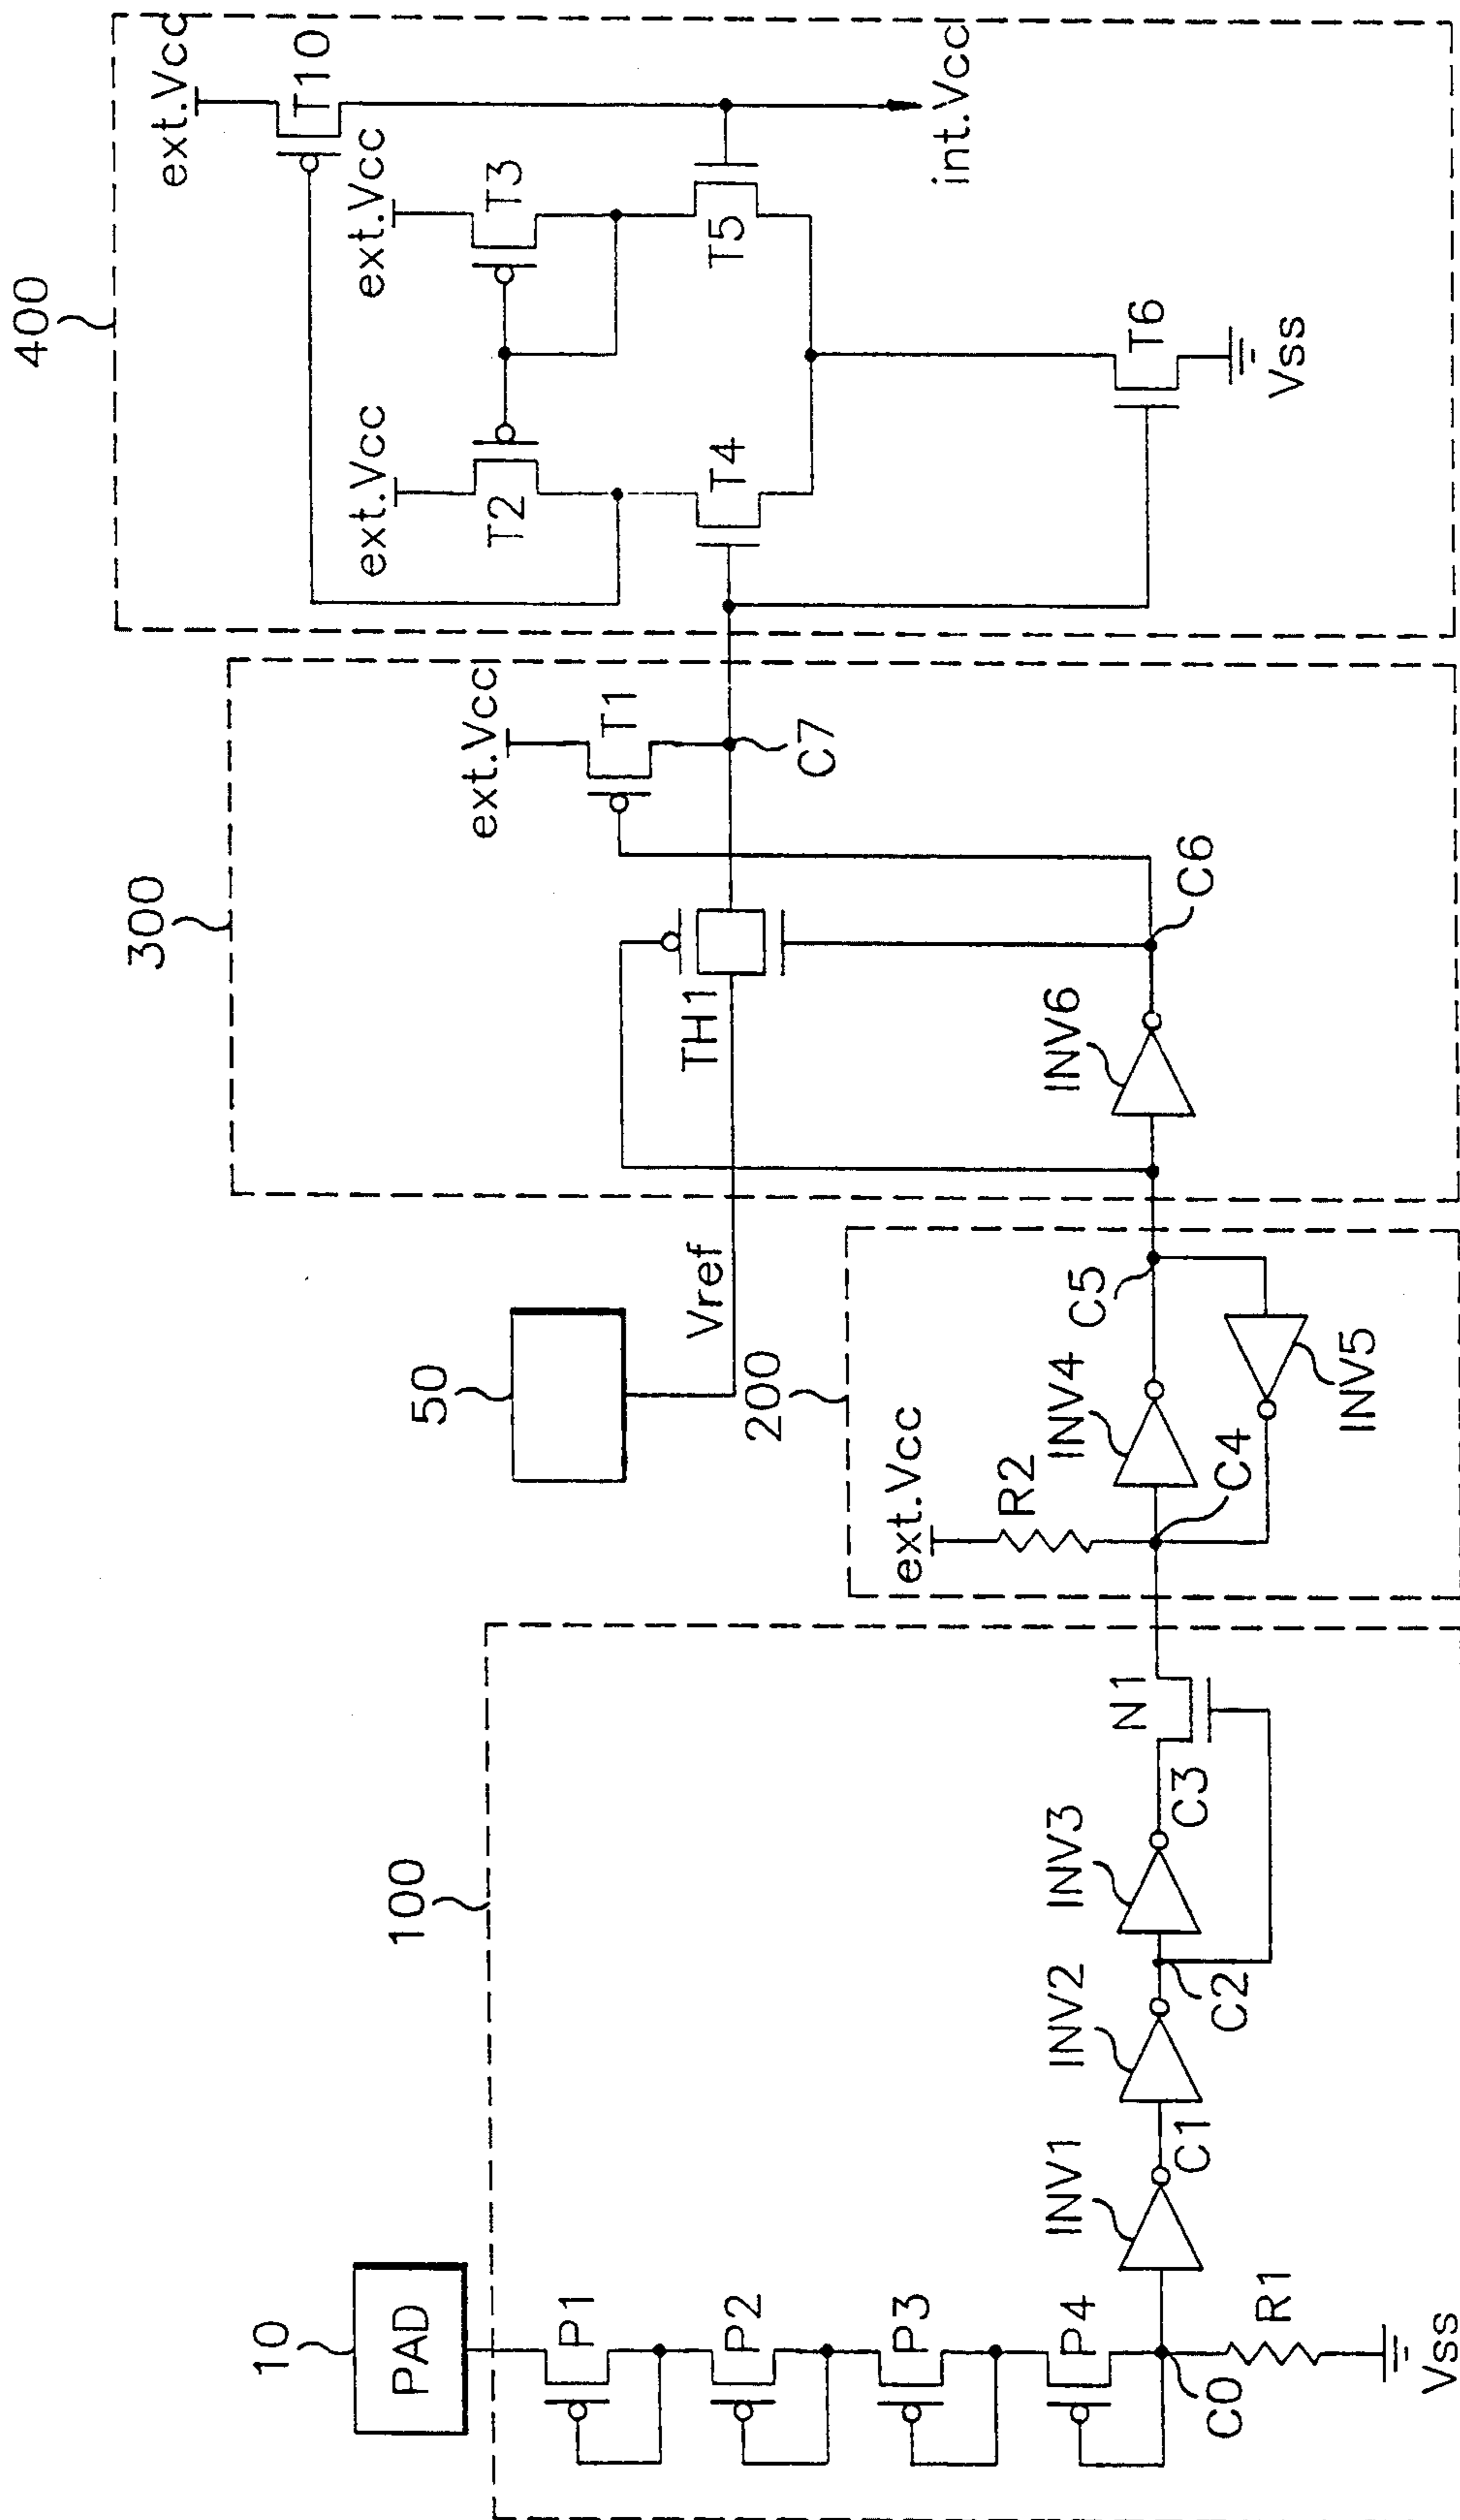 10
PAD
100
P1
P2
P3
P4
C0
R1
Vss
INV1
C1
INV2
C2
INV3
C3
N1
50
Vref
200
ext.Vcc
R2
C4
INV4
INV5
C5
300
TH1
INV6
C6
ext.Vcc
T1
C7
400
ext.Vcc
T2
ext.Vcc
T3
T4
T5
T6
Vss
ext.Vcc
T10
int.Vcc